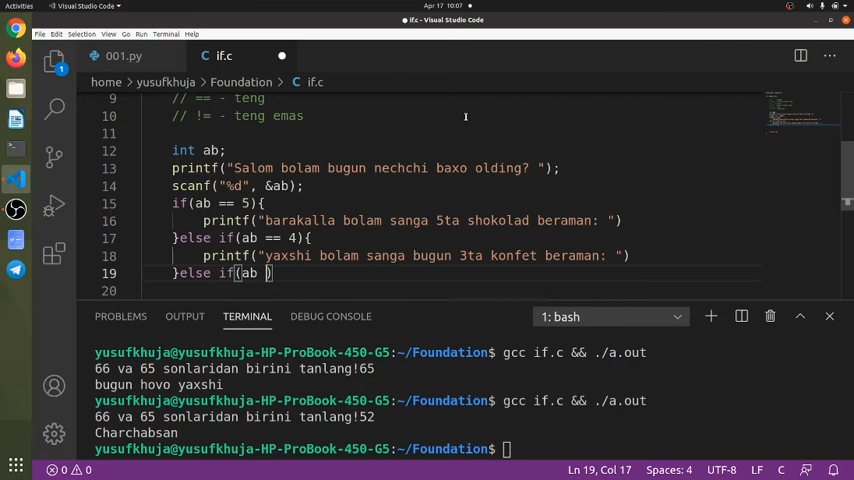 Activities
Visual Studio Code
Apr 17 10:07
if.c - Visual Studio Code
File Edit Selection View Go Run Terminal Help
001.py
if.c
home yusufkhuja Foundation if.c
9 // == - teng
10 // != - teng emas
11
12 int ab;
13 printf("Salom bolam bugun nechchi baxo olding? ");
14 scanf("%d", &ab);
15 if(ab == 5){
16 printf("barakalla bolam sanga 5ta shokolad beraman: ")
17 }else if(ab == 4){
18 printf("yaxshi bolam sanga bugun 3ta konfet beraman: ")
19 }else if(ab )
20
PROBLEMS OUTPUT TERMINAL DEBUG CONSOLE 1: bash
yusufkhuja@yusufkhuja-HP-ProBook-450-G5:~/Foundation$ gcc if.c && ./a.out
66 va 65 sonlaridan birini tanlang!65
bugun hovo yaxshi
yusufkhuja@yusufkhuja-HP-ProBook-450-G5:~/Foundation$ gcc if.c && ./a.out
66 va 65 sonlaridan birini tanlang!52
Charchabsan
yusufkhuja@yusufkhuja-HP-ProBook-450-G5:~/Foundation$
1
0 0 Ln 19, Col 17 Spaces: 4 UTF-8 LF C